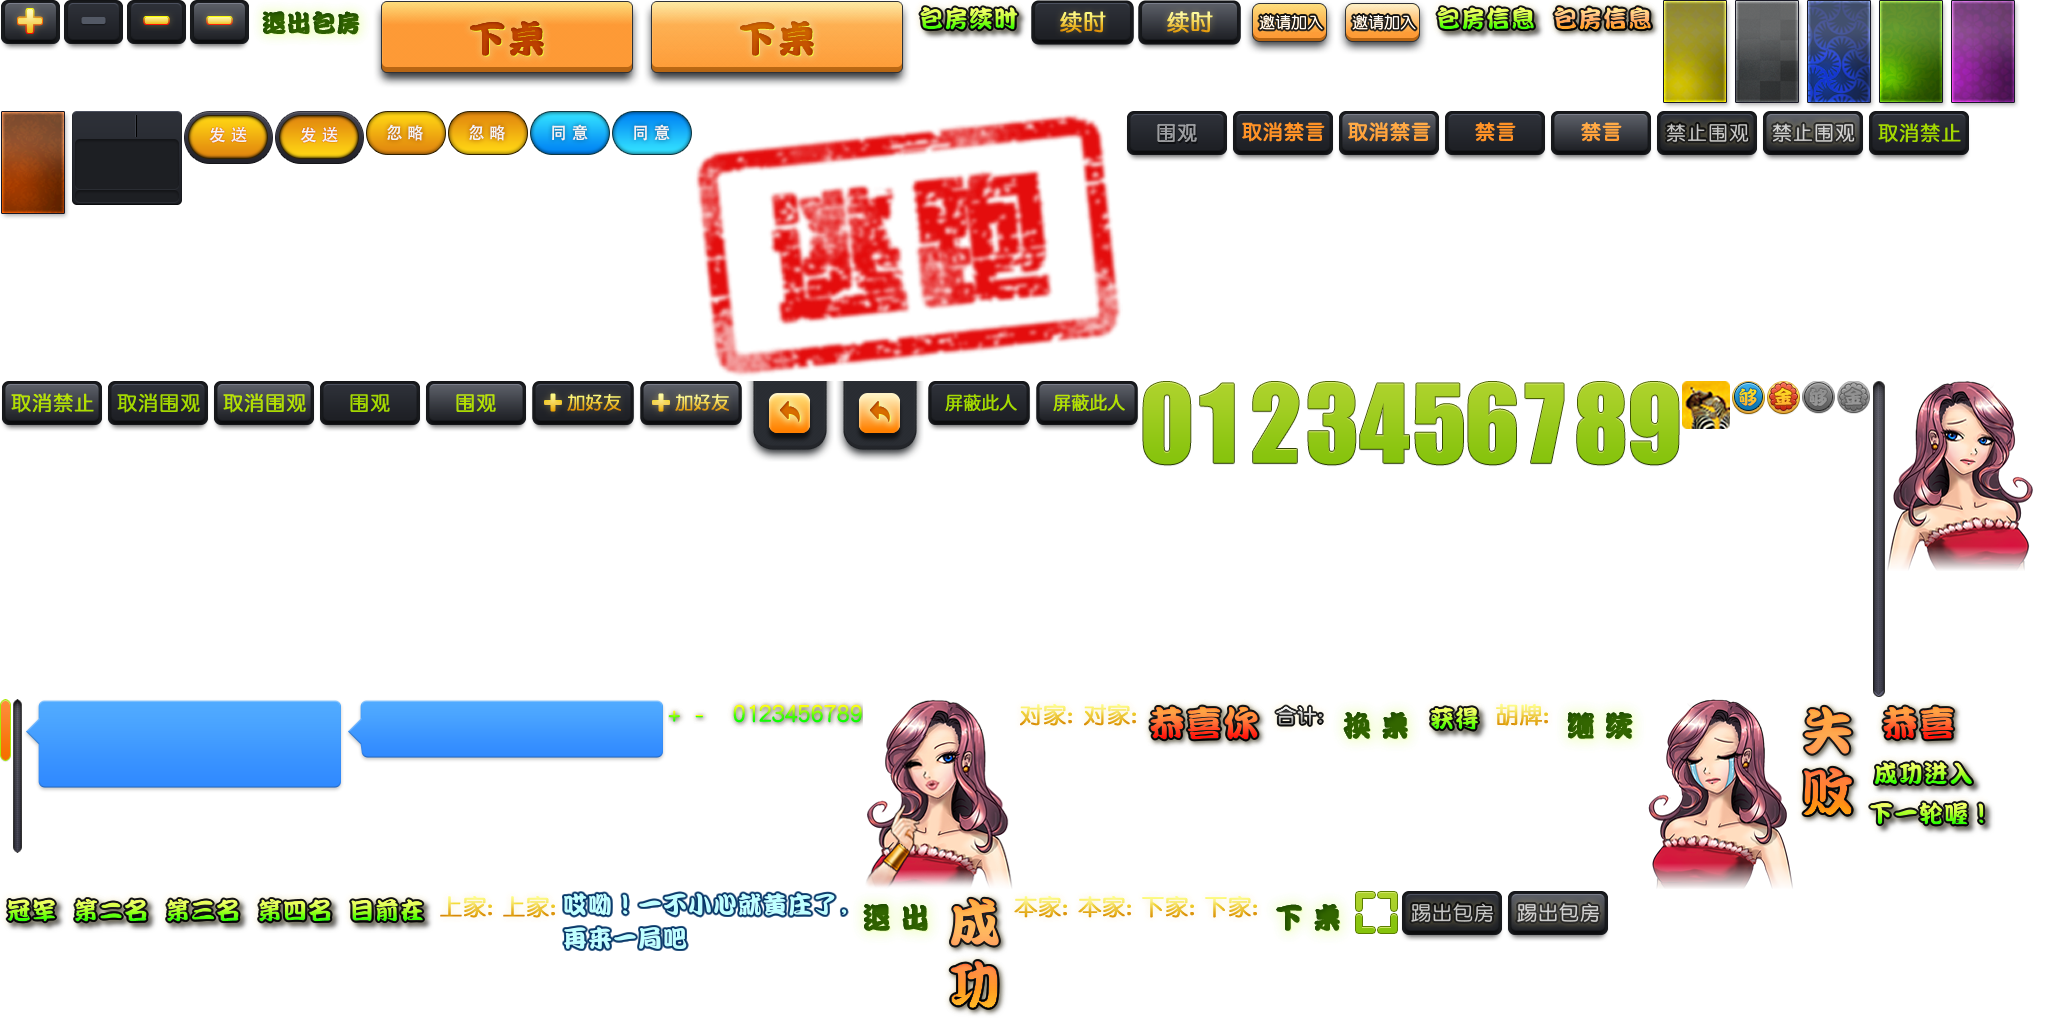 退出包房
下桌
下桌
包房续时
续时
续时
邀请加入
邀请加入
包房信息
包房信息
发送
发送
忽略
忽略
同意
同意
逃跑
围观
取消禁言
取消禁言
禁言
禁言
禁止围观
禁止围观
取消禁止
取消禁止
取消围观
取消围观
围观
围观
+加好友
+加好友
屏蔽此人
屏蔽此人
0123456789
够
金
够
金
+ -
0123456789
对家:
对家:
恭喜你
合计:
换桌
获得
胡牌:
继续
失败
恭喜
成功进入
下一轮喔！
冠军
第二名
第三名
第四名
目前在
上家:
上家:
哎呦！一不小心就黄庄了，
再来一局吧
退出
成功
本家:
本家:
下家:
下家:
下桌
踢出包房
踢出包房